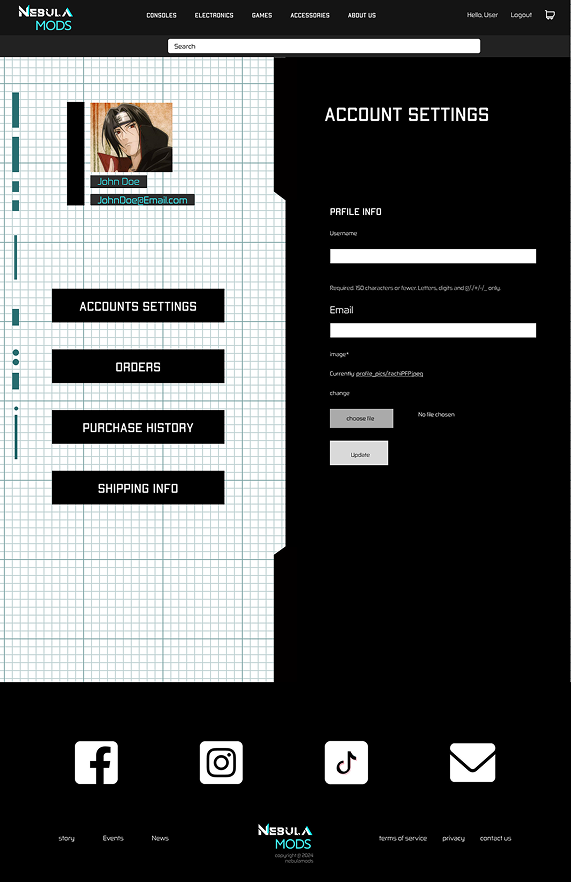 NEBULA
MODS
CONSOLES ELECTRONICS GAMES ACCESSORIES ABOUT US
Hello, User Logout
Search
ACCOUNT SETTINGS
John Doe
JohnDoe@Email.com
PRFILE INFO
Username
Required. 150 characters or fewer. Letters, digits and @/./+/-/_ only.
ACCOUNTS SETTINGS
Email
image*
ORDERS
Currently profile_pics/itachiPFP.jpeg
change
choose file No file chosen
PURCHASE HISTORY
Update
SHIPPING INFO
story Events News
NEBULA
MODS
copyright @ 2024
nebulamods
terms of service privacy contact us